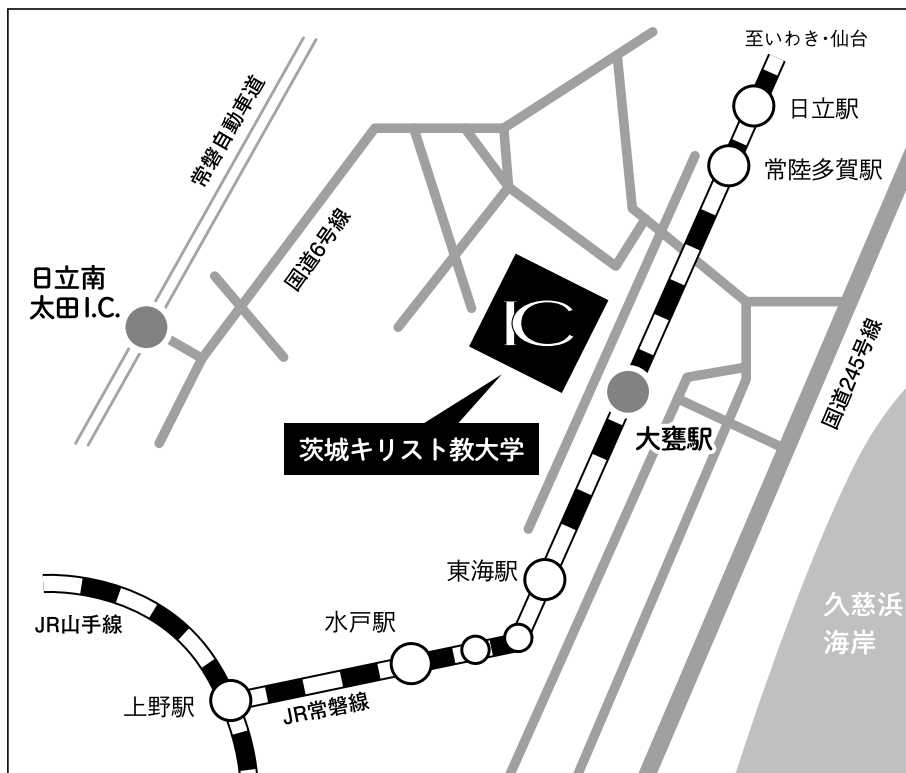 至いわき・仙台
日立駅
常陸多賀駅
常磐自動車道
国道6号線
日立南
太田I.C.
IC
国道245号線
大甕駅
茨城キリスト教大学
東海駅
久慈浜
海岸
水戸駅
JR山手線
上野駅
JR常磐線